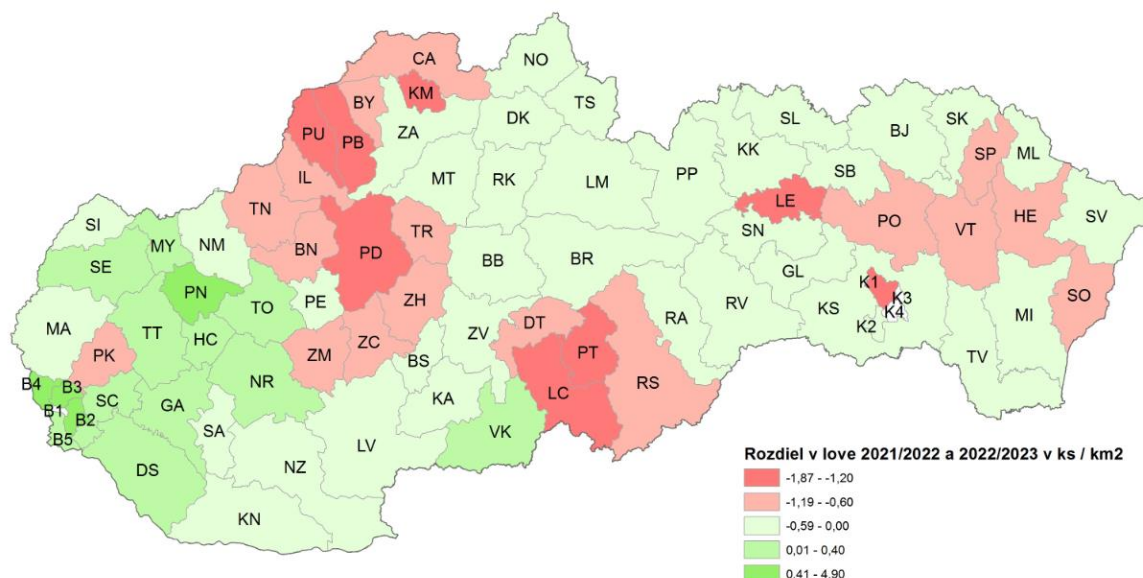 CA
NO
KM
BY
TS
PU
PB
ZA
DK
SL
BJ
SK
KK
SP
ML
IL
MT
RK
LM
PP
SB
TN
LE
PO
VT
HE
SV
SI
MY
NM
BN
PD
TR
SN
SE
BB
BR
GL
PN
TO
PE
ZH
RV
K1
K3
SO
MA
TT
HC
ZM
ZC
ZV
DT
RA
KS
K4
K2
MI
PK
BS
PT
TV
B4
B3
SC
GA
NR
KA
LC
RS
B1
B2
B5
SA
LV
VK
DS
NZ
KN
Rozdiel v love 2021/2022 a 2022/2023 v ks / km2
-1,87 - -1,20
-1,19 - -0,60
-0,59 - 0,00
0,01 - 0,40
0,41 - 4,90